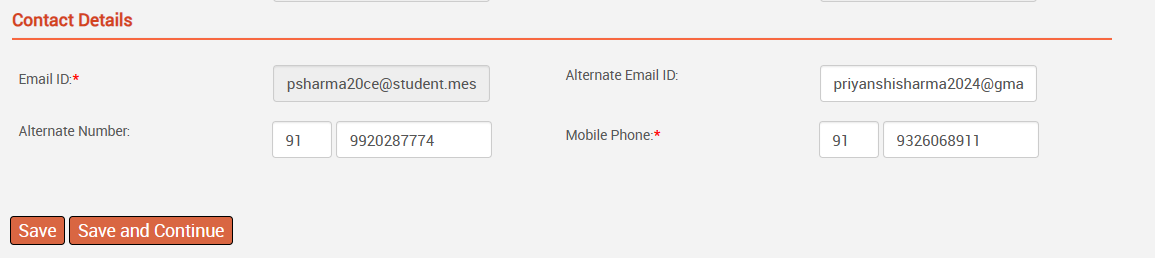 Contact Details
Email ID:* psharma20ce@student.mes Alternate Email ID: priyanshisharma2024@gma
Alternate Number: 91 9920287774 Mobile Phone:* 91 9326068911
Save Save and Continue